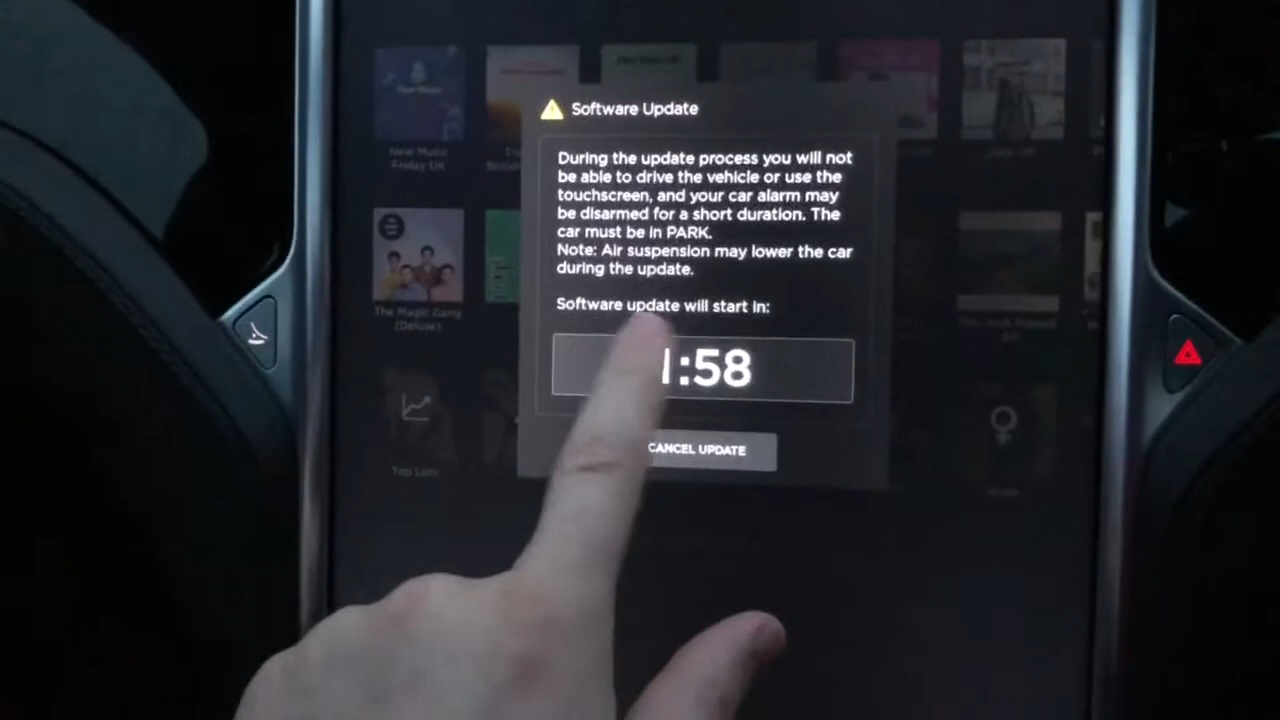 New Music
Friday UK
Software Update
During the update process you will not
be able to drive the vehicle or use the
touchscreen, and your car alarm may
be disarmed for a short duration. The
car must be in PARK.
Note: Air suspension may lower the car
during the update.
Software update will start in:
1:58
CANCEL UPDATE
The Magic Gang
(Deluxe)
Top Lists